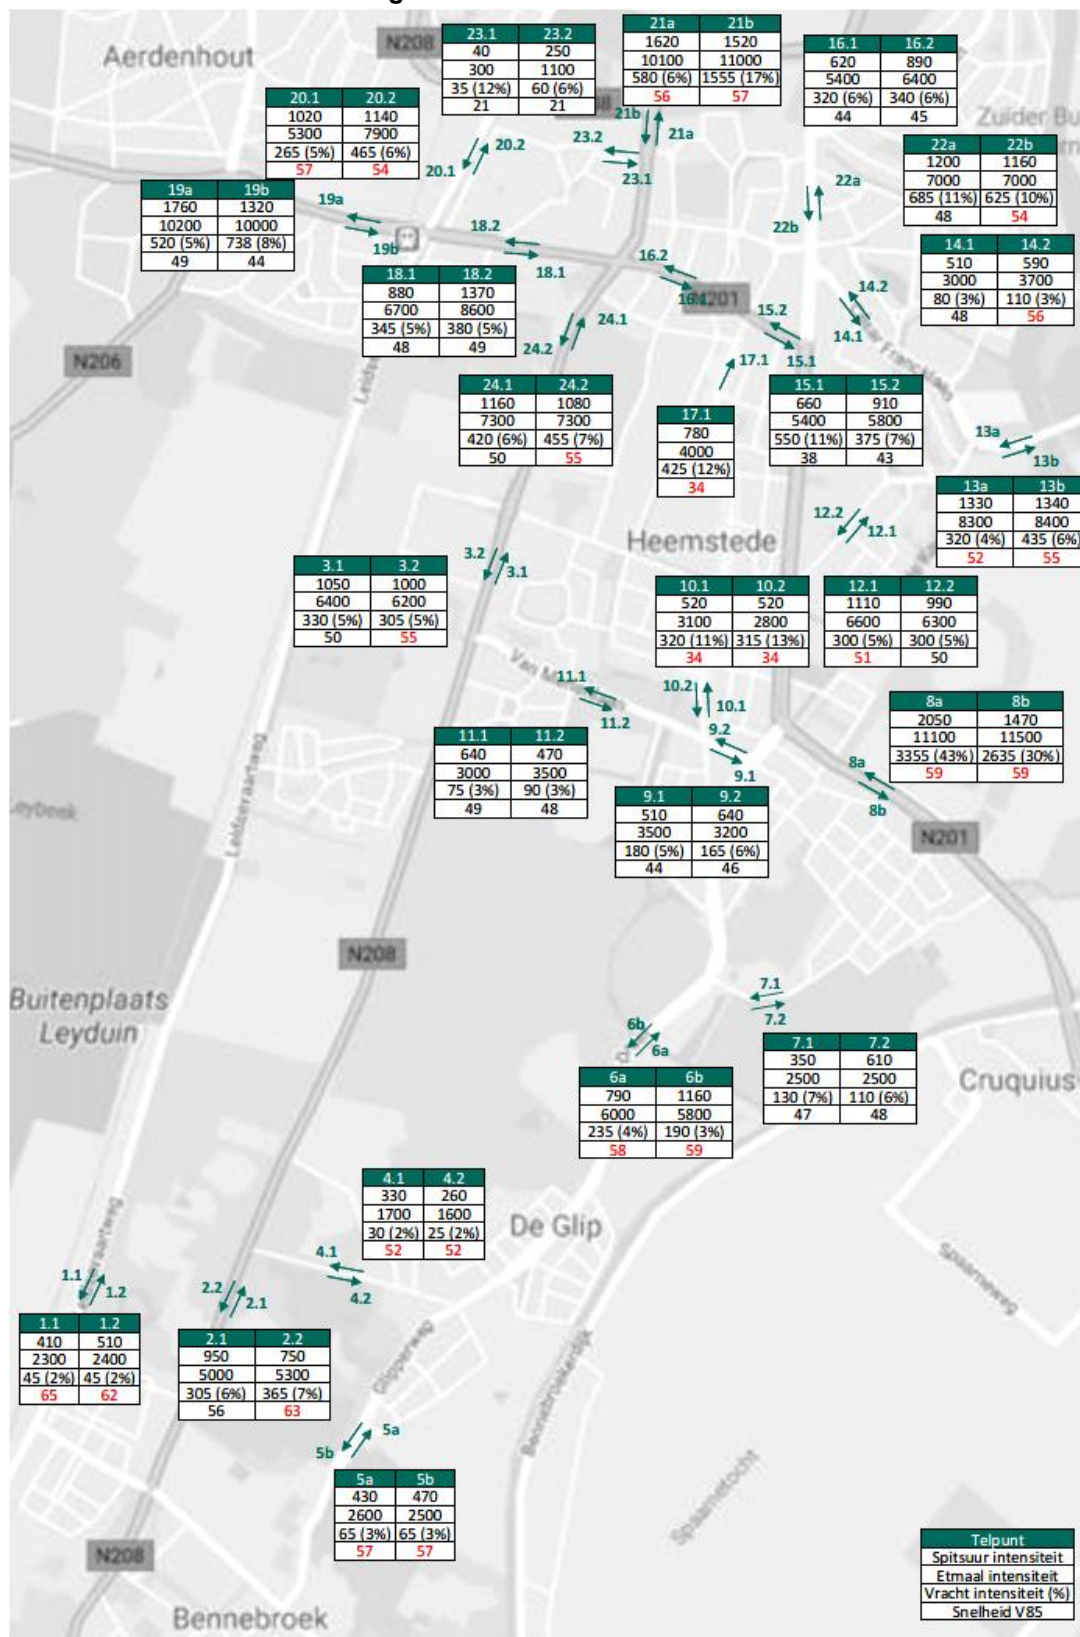 Aerdenhout
N208
23.1 23.2
40 250
300 1100
35 (12%) 60 (6%)
21 21
21a 21b
1620 1520
10100 11000
580 (6%) 1555 (17%)
56 57
16.1 16.2
620 890
5400 6400
320 (6%) 340 (6%)
44 45
Zuider Bu
20.1 20.2
1020 1140
5300 7900
265 (5%) 465 (6%)
57 54
21b
21a
23.2
23.1
20.2
20.1
22a 22b
1200 1160
7000 7000
685 (11%) 625 (10%)
48 54
22a
22b
19a 19b
1760 1320
10200 10000
520 (5%) 738 (8%)
49 44
19a
19b
18.2
18.1
16.2
N201
14.1 14.2
510 590
3000 3700
80 (3%) 110 (3%)
48 56
18.1 18.2
880 1370
6700 8600
345 (5%) 380 (5%)
48 49
14.2
14.1
15.2
15.1
24.1
24.2
17.1
N206
24.1 24.2
1160 1080
7300 7300
420 (6%) 455 (7%)
50 55
17.1
780
4000
425 (12%)
34
15.1 15.2
660 910
5400 5800
550 (11%) 375 (7%)
38 43
13a
13b
13a 13b
1330 1340
8300 8400
320 (4%) 435 (6%)
52 55
12.2
12.1
Heemstede
3.2
3.1
3.1 3.2
1050 1000
6400 6200
330 (5%) 305 (5%)
50 55
10.1 10.2
520 520
3100 2800
320 (11%) 315 (13%)
34 34
12.1 12.2
1110 990
6600 6300
300 (5%) 300 (5%)
51 50
11.1
11.2
10.2
10.1
9.2
9.1
8a 8b
2050 1470
11100 11500
3355 (43%) 2635 (30%)
59 59
11.1 11.2
640 470
3000 3500
75 (3%) 90 (3%)
49 48
8a
8b
Leidsevaartweg
Leybeek
9.1 9.2
510 640
3500 3200
180 (5%) 165 (6%)
44 46
N201
N208
Buitenplaats
Leyduin
7.1
7.2
6b
6a
7.1 7.2
350 610
2500 2500
130 (7%) 110 (6%)
47 48
Cruquius
6a 6b
790 1160
6000 5800
235 (4%) 190 (3%)
58 59
4.1 4.2
330 260
1700 1600
30 (2%) 25 (2%)
52 52
De Glip
4.1
4.2
1.1
1.2
2.2
2.1
Spaarneweg
1.1 1.2
410 510
2300 2400
45 (2%) 45 (2%)
65 62
2.1 2.2
950 750
5000 5300
305 (6%) 365 (7%)
56 63
Glipperweg
Bennebroekerdijk
5a
5b
5a 5b
430 470
2600 2500
65 (3%) 65 (3%)
57 57
Spaarnetocht
N208
Bennebroek
Telpunt
Spitsuur intensiteit
Etmaal intensiteit
Vracht intensiteit (%)
Snelheid V85